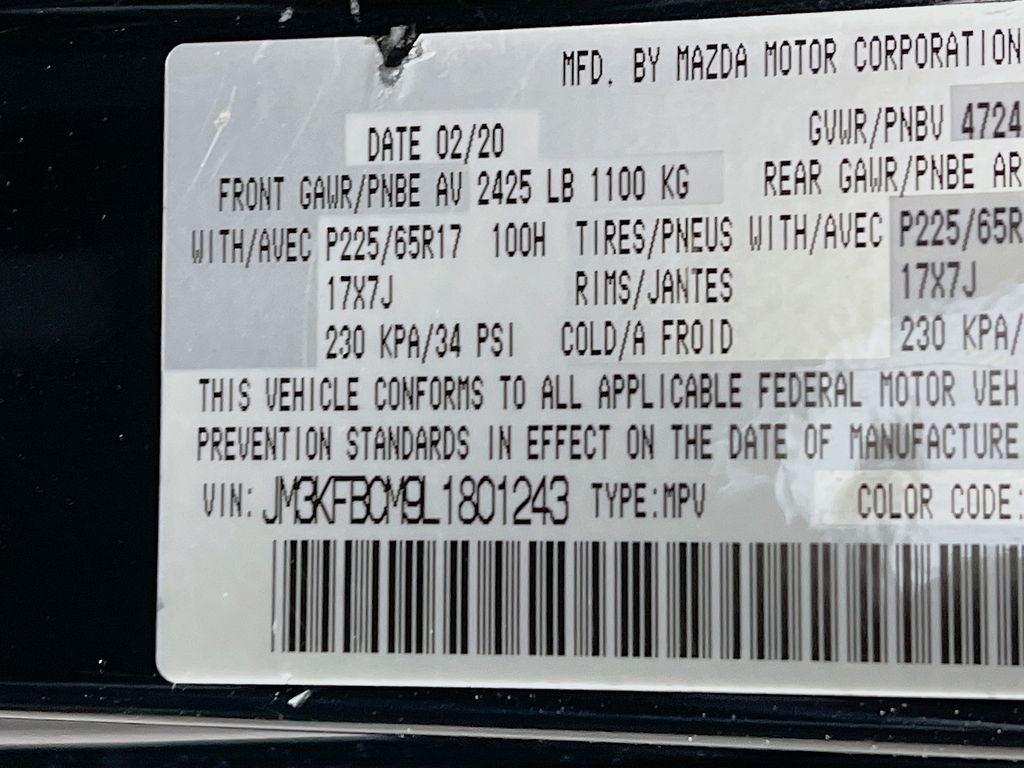 MFD. BY MAZDA MOTOR CORPORATION
DATE 02/20 GVWR/PNBV 4724
FRONT GAWR/PNBE AV 2425 LB 1100 KG REAR GAWR/PNBE AR
WITH/AVEC P225/65R17 100H TIRES/PNEUS WITH/AVEC P225/65R
17X7J RIMS/JANTES 17X7J
230 KPA/34 PSI COLD/A FROID 230 KPA/
THIS VEHICLE CONFORMS TO ALL APPLICABLE FEDERAL MOTOR VEH
PREVENTION STANDARDS IN EFFECT ON THE DATE OF MANUFACTURE
VIN: JM3KFBCM9L1801243 TYPE:MPV COLOR CODE: